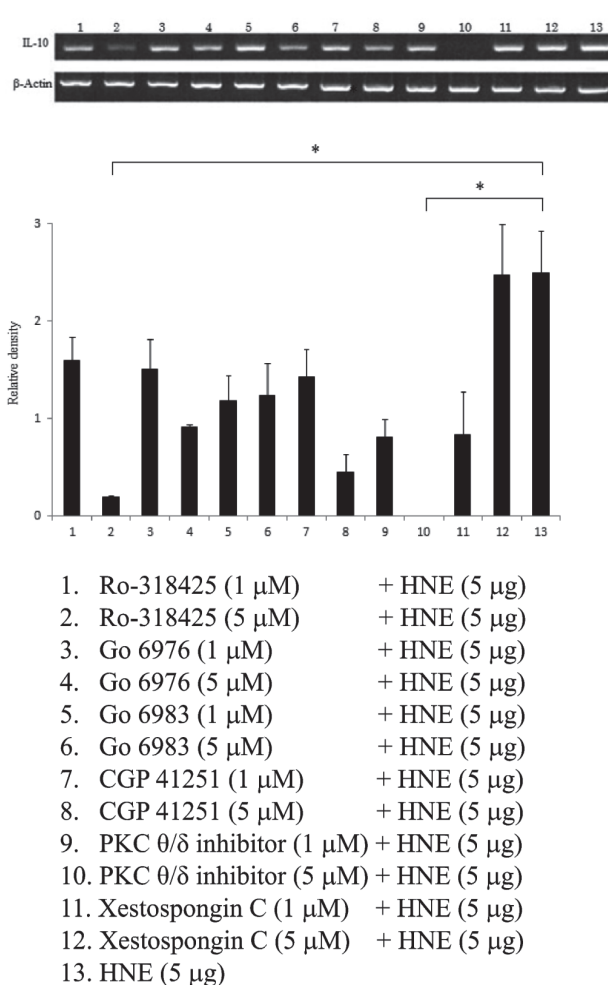 1 2 3 4 5 6 7 8 9 10 11 12 13
IL-10
β-Actin
*
*
3
2
1
0
Relative density
1 2 3 4 5 6 7 8 9 10 11 12 13
1. Ro-318425 (1 μM) + HNE (5 μg)
2. Ro-318425 (5 μM) + HNE (5 μg)
3. Go 6976 (1 μM) + HNE (5 μg)
4. Go 6976 (5 μM) + HNE (5 μg)
5. Go 6983 (1 μM) + HNE (5 μg)
6. Go 6983 (5 μM) + HNE (5 μg)
7. CGP 41251 (1 μM) + HNE (5 μg)
8. CGP 41251 (5 μM) + HNE (5 μg)
9. PKC θ/δ inhibitor (1 μM) + HNE (5 μg)
10. PKC θ/δ inhibitor (5 μM) + HNE (5 μg)
11. Xestospongin C (1 μM) + HNE (5 μg)
12. Xestospongin C (5 μM) + HNE (5 μg)
13. HNE (5 μg)